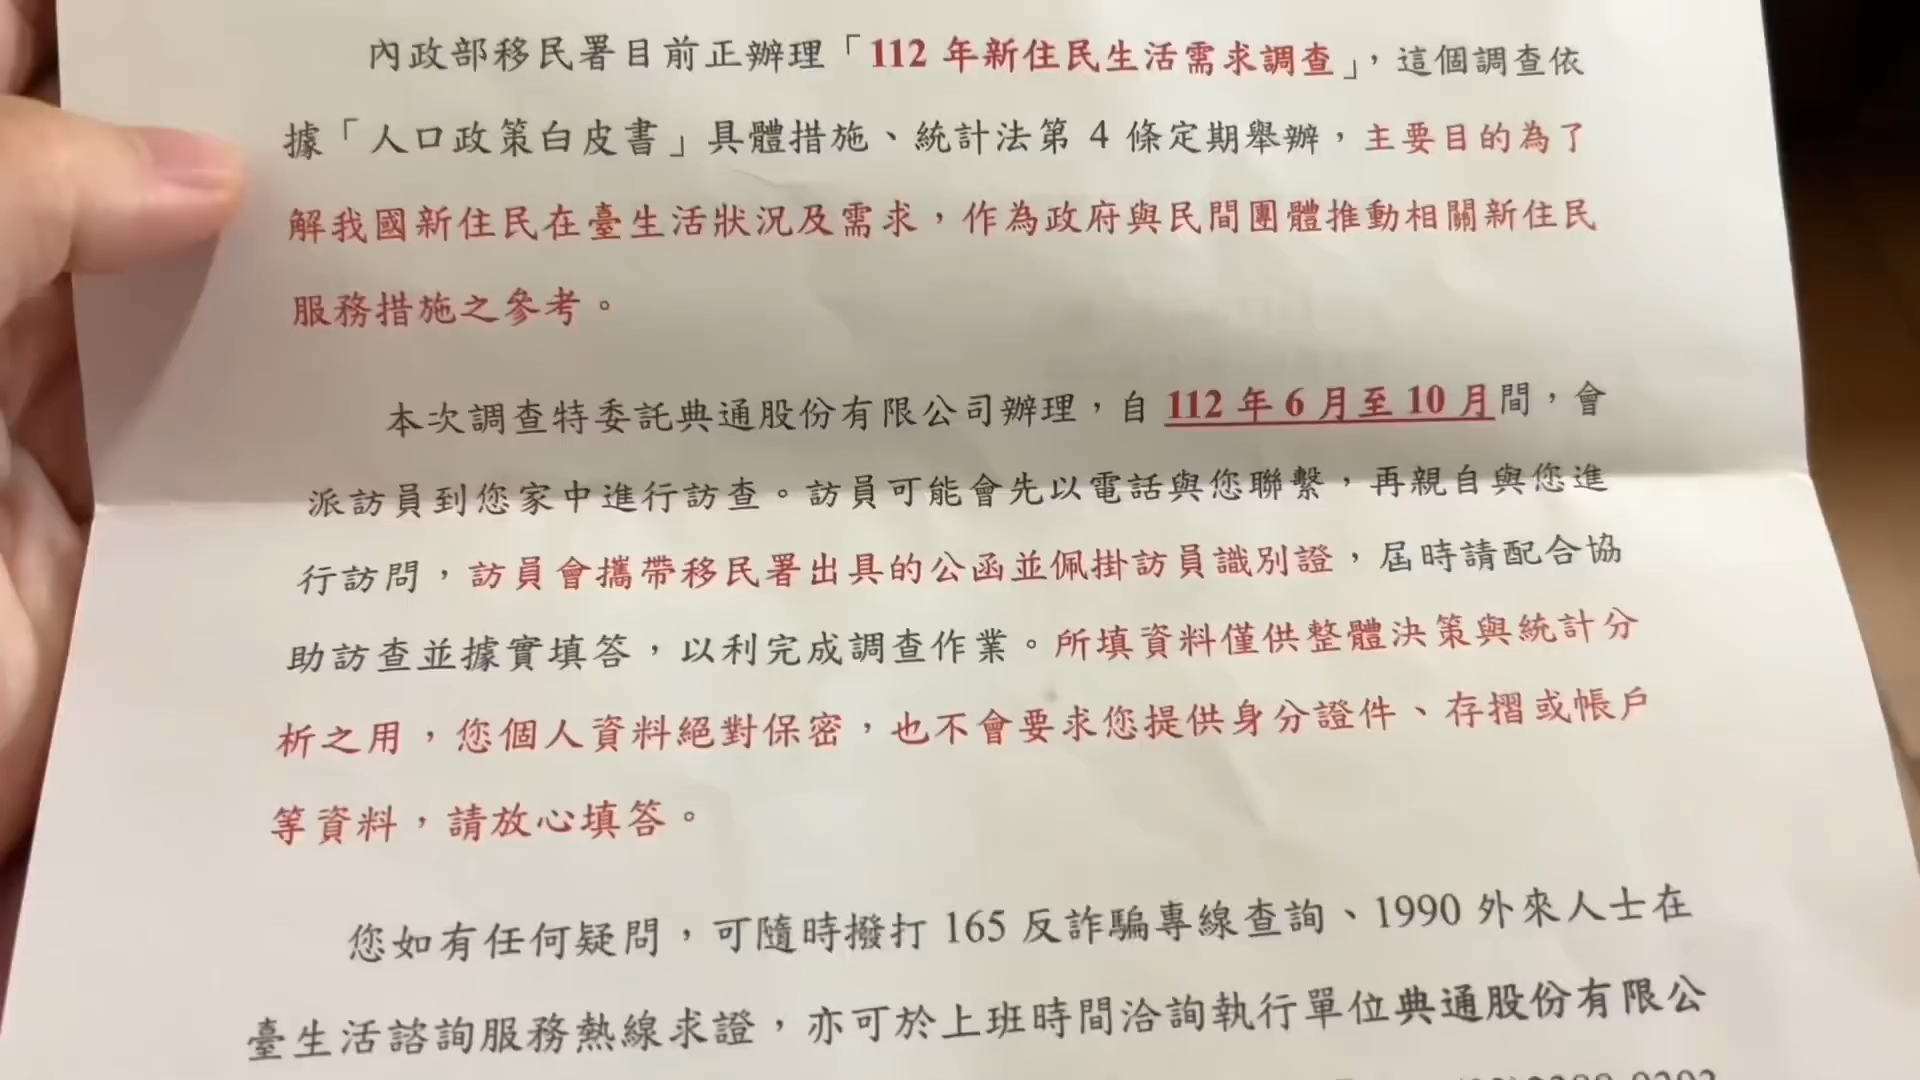 內政部移民署目前正辦理「112 年新住民生活需求調查」，這個調查依
據「人口政策白皮書」具體措施、統計法第 4 條定期舉辦，主要目的為了
解我國新住民在臺生活狀況及需求，作為政府與民間團體推動相關新住民
服務措施之參考。
本次調查特委託典通股份有限公司辦理，自 112 年 6 月至 10 月間，會
派訪員到您家中進行訪查。訪員可能會先以電話與您聯繫，再親自與您進
行訪問，訪員會攜帶移民署出具的公函並佩掛訪員識別證，屆時請配合協
助訪查並據實填答，以利完成調查作業。所填資料僅供整體決策與統計分
析之用，您個人資料絕對保密，也不會要求您提供身分證件、存摺或帳戶
等資料，請放心填答。
您如有任何疑問，可隨時撥打 165 反詐騙專線查詢、1990 外來人士在
臺生活諮詢服務熱線求證，亦可於上班時間洽詢執行單位典通股份有限公